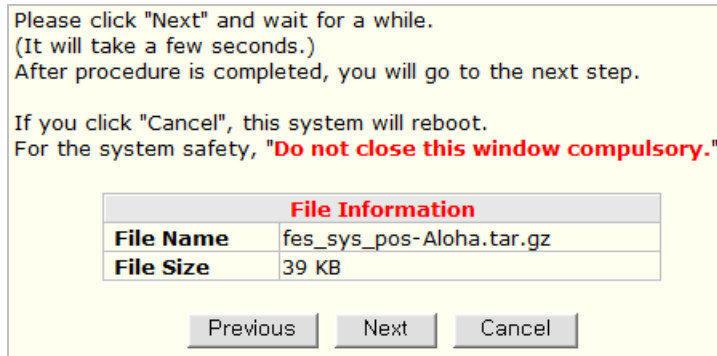 Please click "Next" and wait for a while.
(It will take a few seconds.)
After procedure is completed, you will go to the next step.
If you click "Cancel", this system will reboot.
For the system safety, "Do not close this window compulsory."
File Information
File Name fes_sys_pos-Aloha.tar.gz
File Size 39 KB
Previous Next Cancel